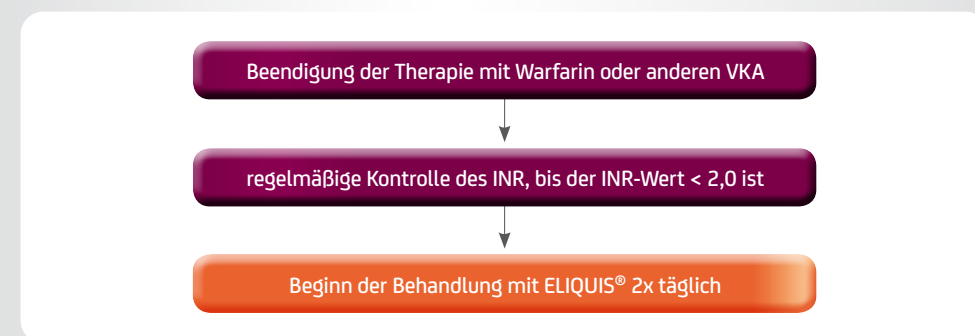 Beendigung der Therapie mit Warfarin oder anderen VKA
regelmäßige Kontrolle des INR, bis der INR-Wert < 2,0 ist
Beginn der Behandlung mit ELIQUIS® 2x täglich